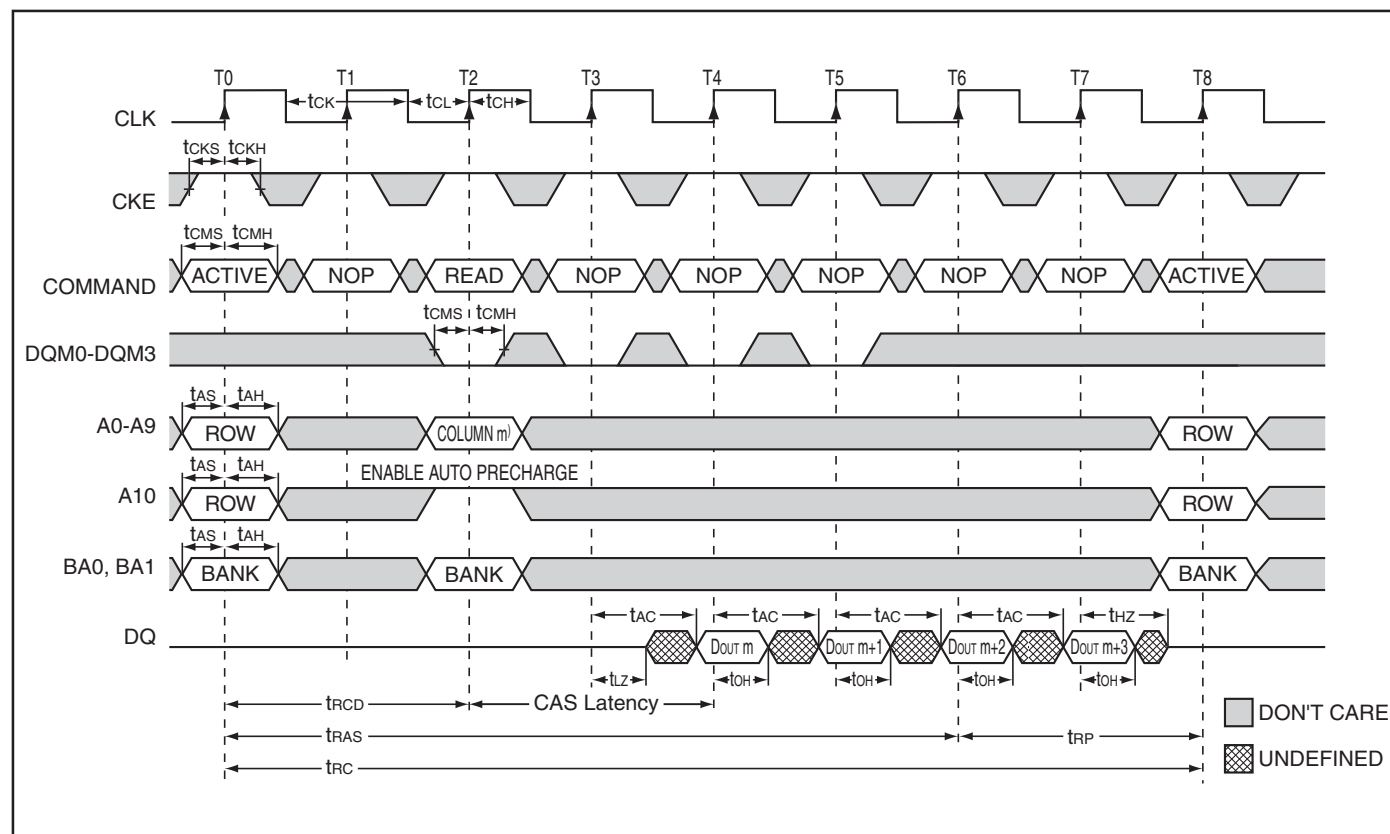 T0 T1 T2 T3 T4 T5 T6 T7 T8
tCK tCL tCH
CLK
tCKS tCKH
CKE
tCMS tCMH
COMMAND ACTIVE NOP READ NOP NOP NOP NOP NOP ACTIVE
tCMS tCMH
DQM0-DQM3
tAS tAH
A0-A9 ROW COLUMN m) ROW
tAS tAH ENABLE AUTO PRECHARGE
A10 ROW ROW
tAS tAH
BA0, BA1 BANK BANK BANK
tAC tAC tAC tAC tHZ
DQ DOUT m DOUT m+1 DOUT m+2 DOUT m+3
tLZ tOH tOH tOH tOH
tRCD CAS Latency
DON'T CARE
tRAS tRP
UNDEFINED
tRC